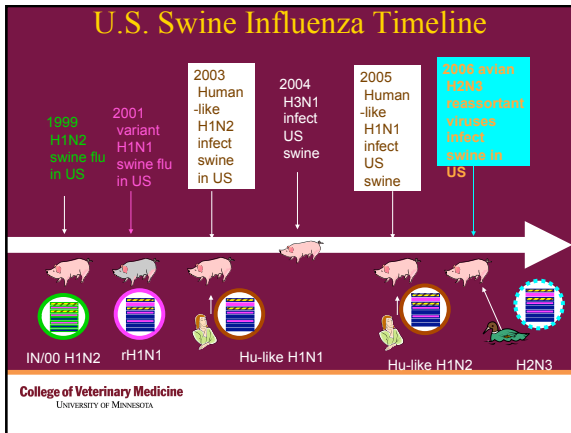 U.S. Swine Influenza Timeline
1999
H1N2
swine flu
in US
2001
variant
H1N1
swine flu
in US
2003
Human
-like
H1N2
infect
swine
in US
2004
H3N1
infect
US
swine
2005
Human
-like
H1N1
infect
US
swine
2006 avian
H2N3
reassortant
viruses
infect
swine in
US
IN/00 H1N2
rH1N1
Hu-like H1N1
Hu-like H1N2
H2N3
College of Veterinary Medicine
UNIVERSITY OF MINNESOTA